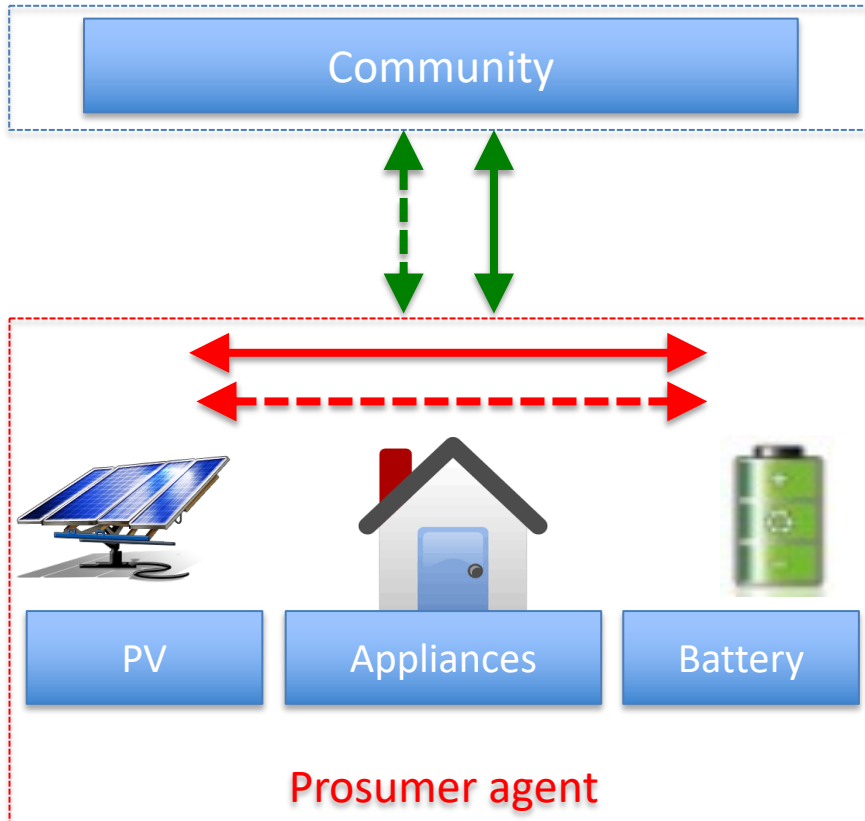 Community
PV
Appliances
Battery
Prosumer agent